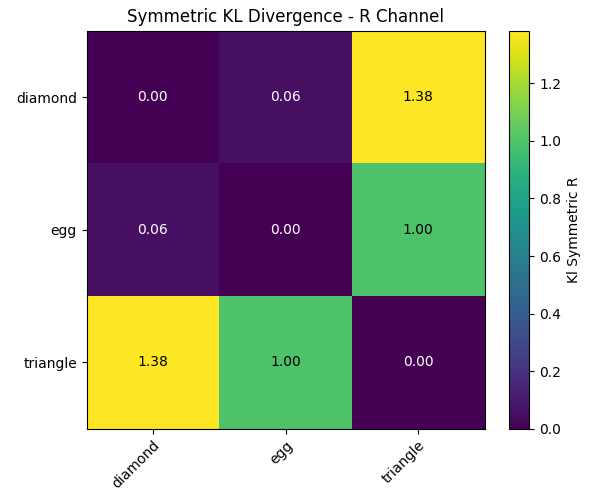 Symmetric KL Divergence - R Channel
diamond
0.00 0.06 1.38
egg
0.06 0.00 1.00
triangle
1.38 1.00 0.00
diamond
egg
triangle
1.2
1.0
0.8
0.6
0.4
0.2
0.0
Kl Symmetric R